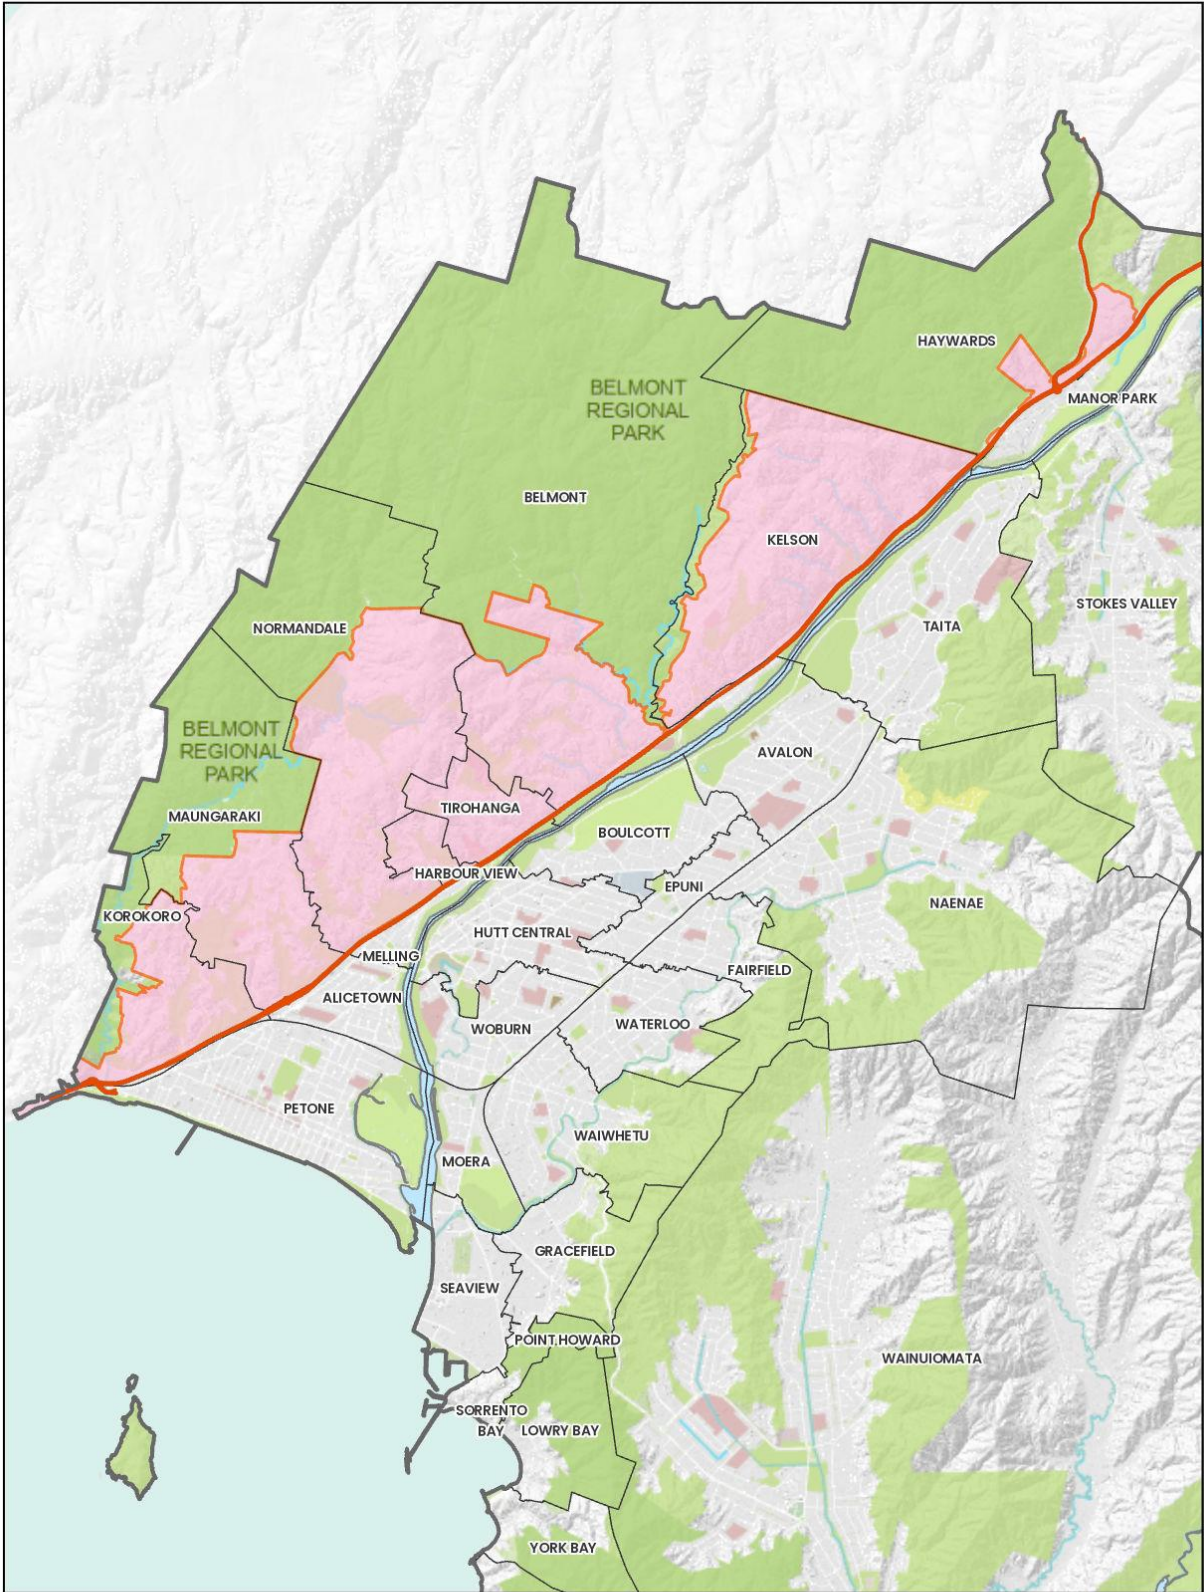 HAYWARDS
BELMONT
REGIONAL
PARK
MANOR PARK
BELMONT
KELSON
STOKES VALLEY
NORMANDALE
TAITA
BELMONT
REGIONAL
PARK
AVALON
TIROHANGA
MAUNGARAKI
BOULCOTT
HARBOUR VIEW
EPUNI
NAENAE
KOROKORO
HUTT CENTRAL
MELLING
FAIRFIELD
ALICETOWN
WOBURN
WATERLOO
PETONE
WAIWHETU
MOERA
GRACEFIELD
SEAVIEW
POINT HOWARD
WAINUIOMATA
SORRENTO
BAY
LOWRY BAY
YORK BAY